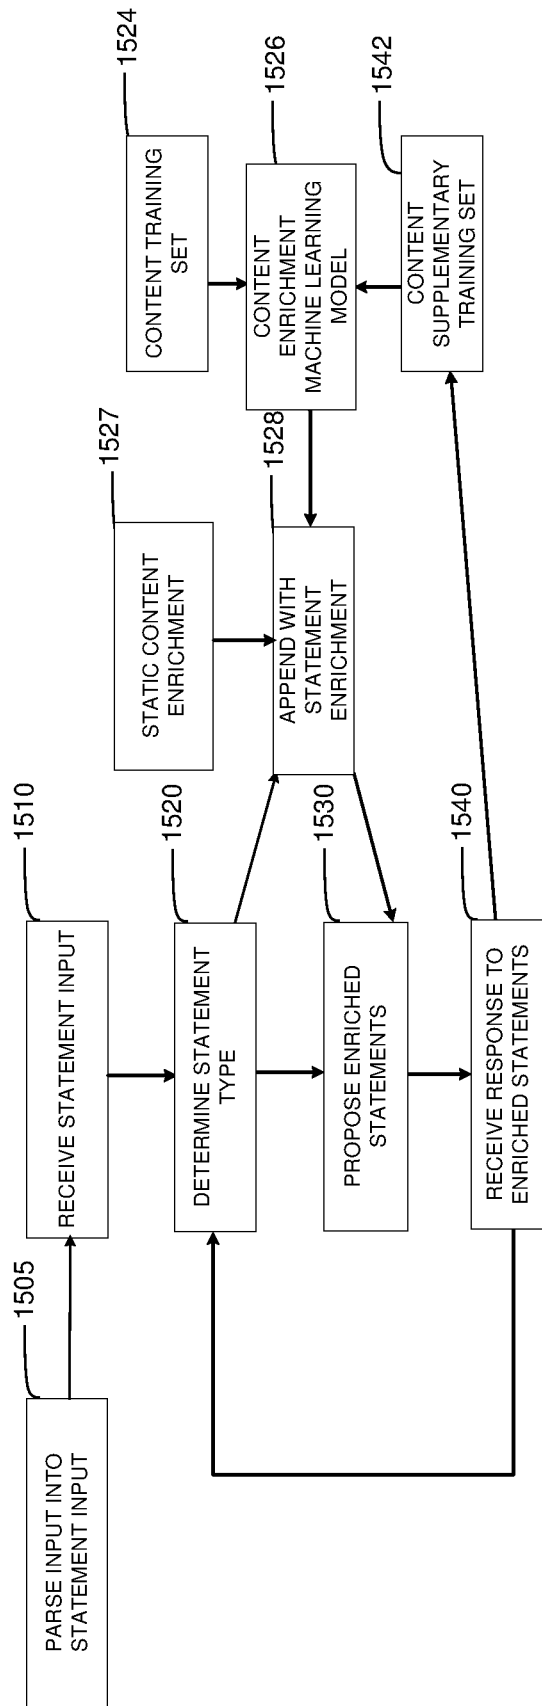 1505
PARSE INPUT INTO
STATEMENT INPUT
1510
RECEIVE STATEMENT INPUT
1520
DETERMINE STATEMENT
TYPE
1530
PROPOSE ENRICHED
STATEMENTS
1540
RECEIVE RESPONSE TO
ENRICHED STATEMENTS
1527
STATIC CONTENT
ENRICHMENT
1528
APPEND WITH
STATEMENT
ENRICHMENT
1524
CONTENT TRAINING
SET
1526
CONTENT
ENRICHMENT
MACHINE LEARNING
MODEL
1542
CONTENT
SUPPLEMENTARY
TRAINING SET